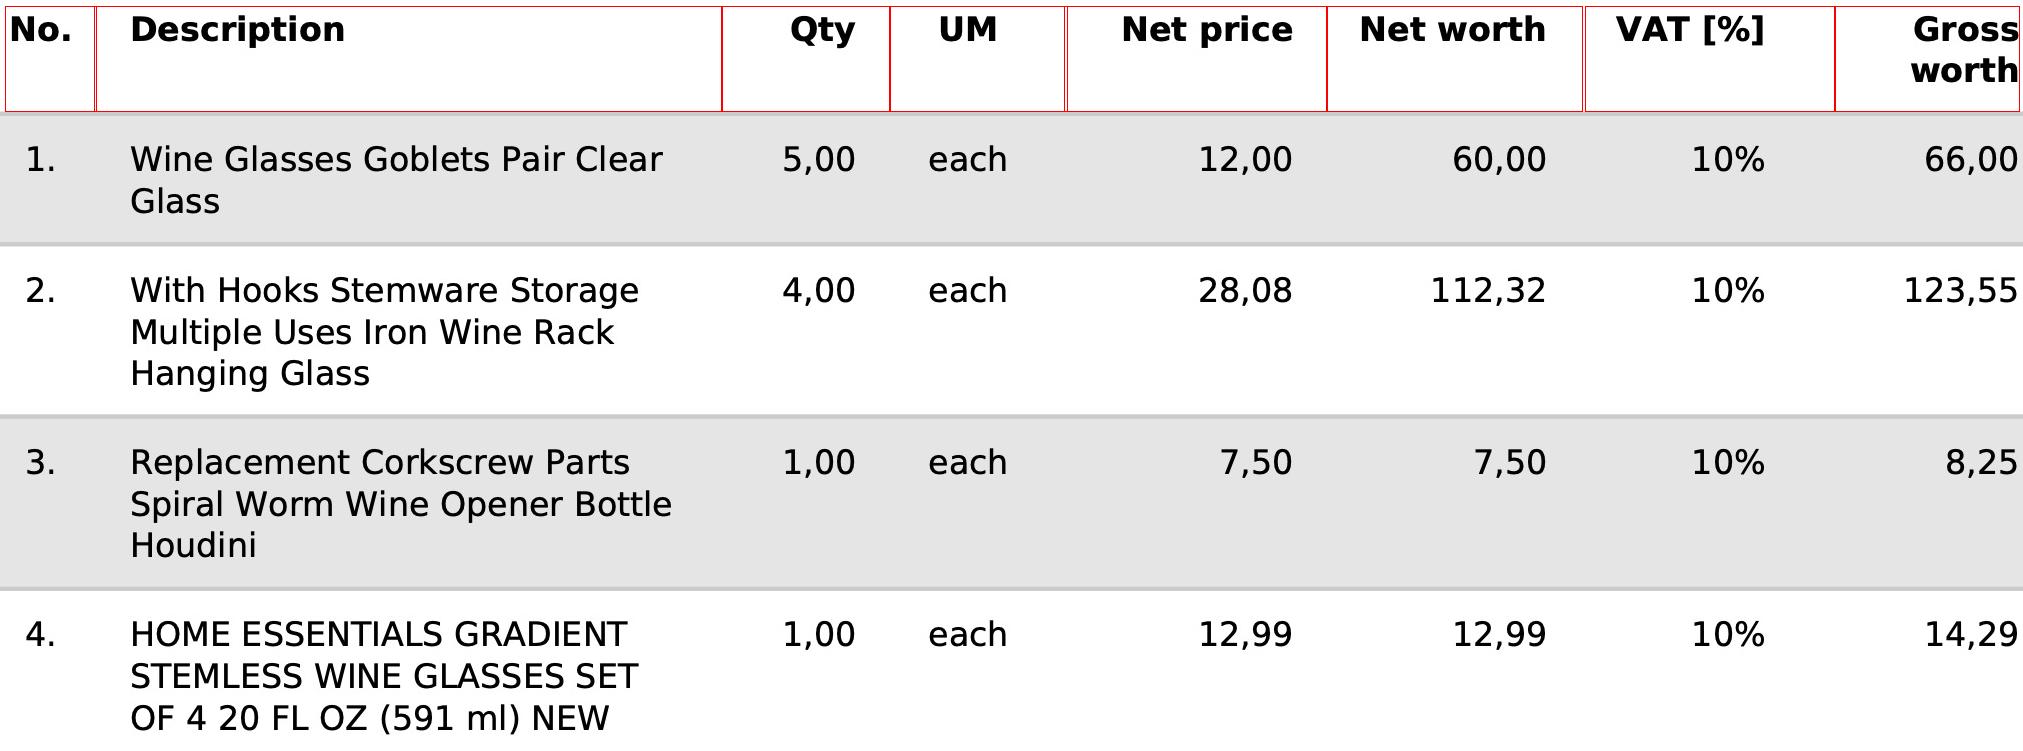 No. Description Qty UM Net price Net worth VAT [%] Gross
worth
1. Wine Glasses Goblets Pair Clear 5,00 each 12,00 60,00 10% 66,00
Glass
2. With Hooks Stemware Storage 4,00 each 28,08 112,32 10% 123,55
Multiple Uses Iron Wine Rack
Hanging Glass
3. Replacement Corkscrew Parts 1,00 each 7,50 7,50 10% 8,25
Spiral Worm Wine Opener Bottle
Houdini
4. HOME ESSENTIALS GRADIENT 1,00 each 12,99 12,99 10% 14,29
STEMLESS WINE GLASSES SET
OF 4 20 FL OZ (591 ml) NEW